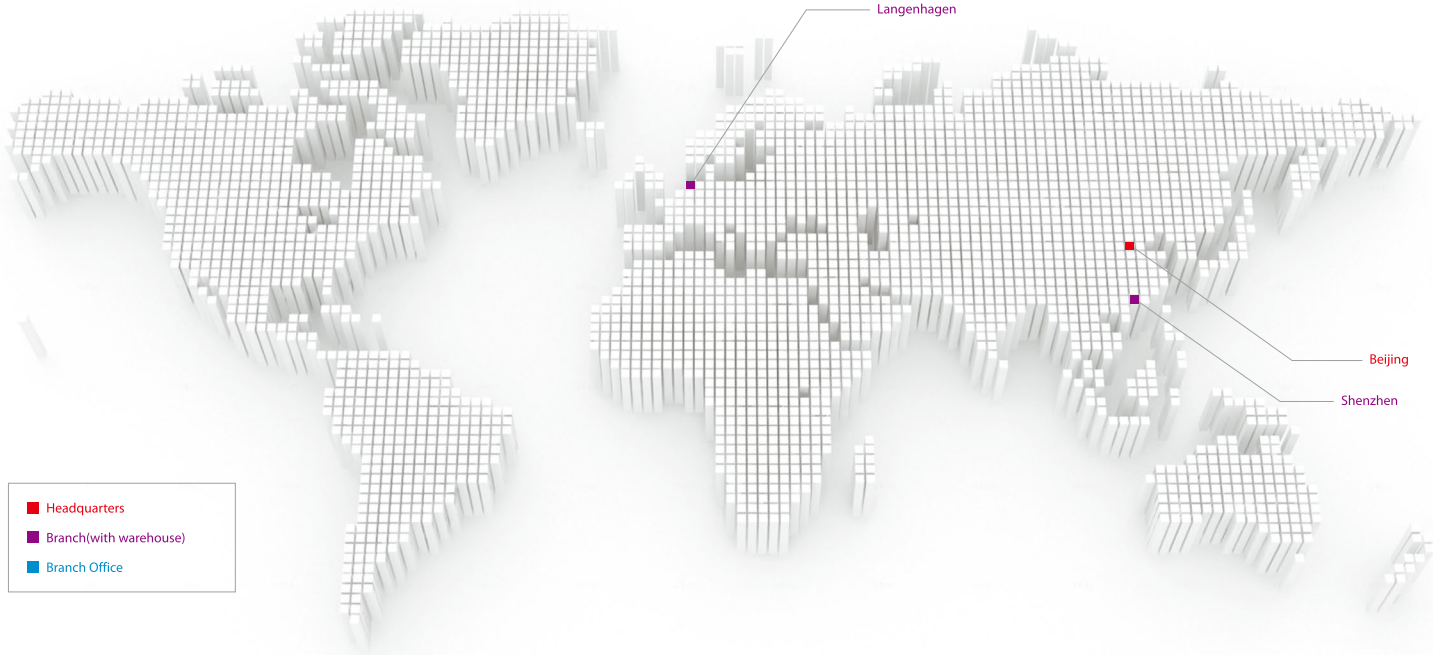 Langenhagen
Beijing
Shenzhen
Headquarters
Branch(with warehouse)
Branch Office